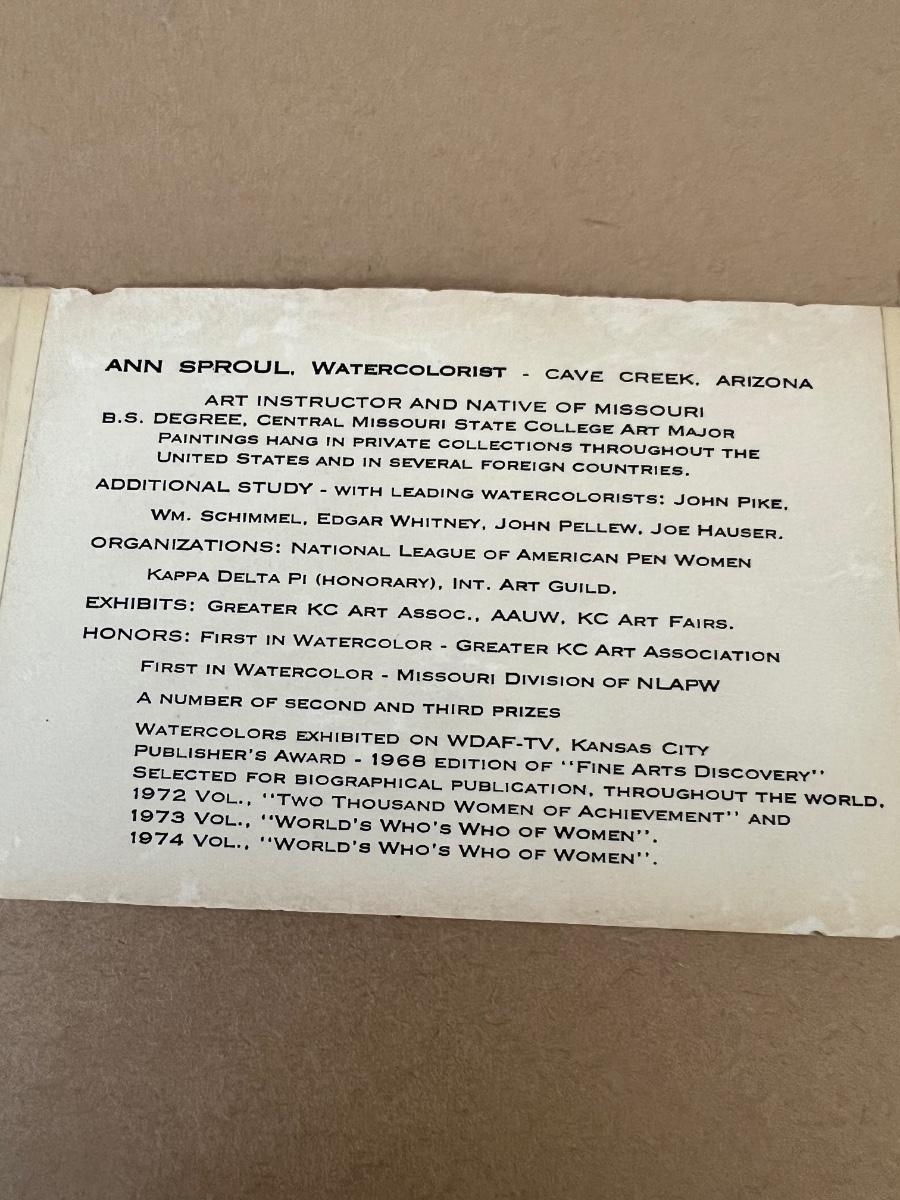 ANN SPROUL, WATERCOLORIST - CAVE CREEK, ARIZONA
ART INSTRUCTOR AND NATIVE OF MISSOURI
B.S. DEGREE, CENTRAL MISSOURI STATE COLLEGE ART MAJOR
PAINTINGS HANG IN PRIVATE COLLECTIONS THROUGHOUT THE
UNITED STATES AND IN SEVERAL FOREIGN COUNTRIES.
ADDITIONAL STUDY - WITH LEADING WATERCOLORISTS: JOHN PIKE,
WM. SCHIMMEL, EDGAR WHITNEY, JOHN PELLEW, JOE HAUSER.
ORGANIZATIONS: NATIONAL LEAGUE OF AMERICAN PEN WOMEN
KAPPA DELTA PI (HONORARY), INT. ART GUILD.
EXHIBITS: GREATER KC ART ASSOC., AAUW, KC ART FAIRS.
HONORS: FIRST IN WATERCOLOR - GREATER KC ART ASSOCIATION
FIRST IN WATERCOLOR - MISSOURI DIVISION OF NLAPW
A NUMBER OF SECOND AND THIRD PRIZES
WATERCOLORS EXHIBITED ON WDAF-TV, KANSAS CITY
PUBLISHER'S AWARD - 1968 EDITION OF "FINE ARTS DISCOVERY"
SELECTED FOR BIOGRAPHICAL PUBLICATION, THROUGHOUT THE WORLD,
1972 VOL., "TWO THOUSAND WOMEN OF ACHIEVEMENT" AND
1973 VOL., "WORLD'S WHO'S WHO OF WOMEN".
1974 VOL., "WORLD'S WHO'S WHO OF WOMEN".